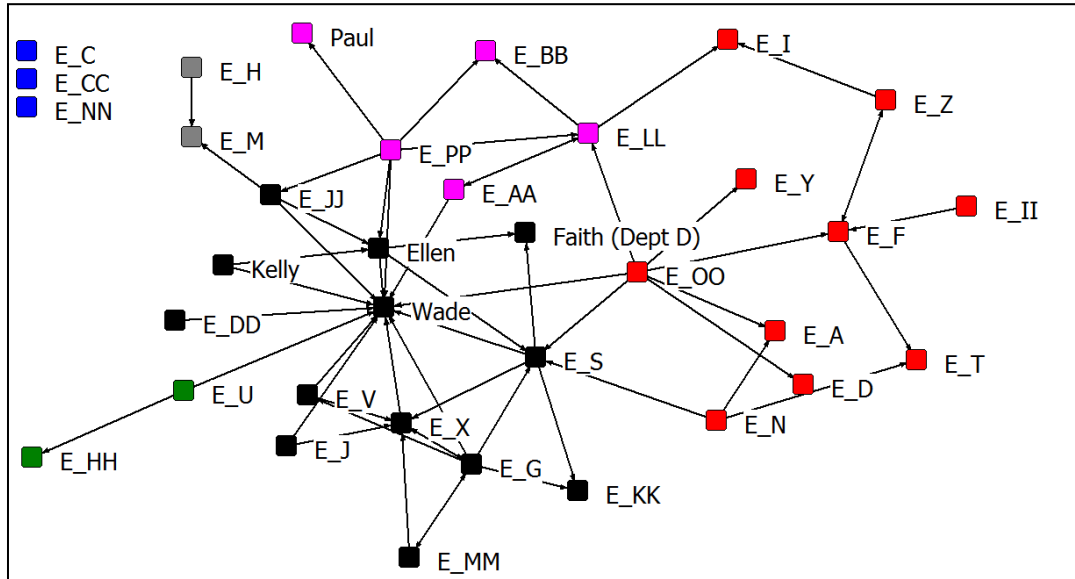 Paul
E_BB
E_I
E_C
E_H
E_CC
E_Z
E_NN
E_M
E_PP
E_LL
E_Y
E_JJ
E_AA
E_II
Faith (Dept D)
E_F
Ellen
Kelly
E_OO
Wade
E_DD
E_A
E_S
E_T
E_U
E_D
E_V
E_N
E_X
E_J
E_HH
E_G
E_KK
E_MM